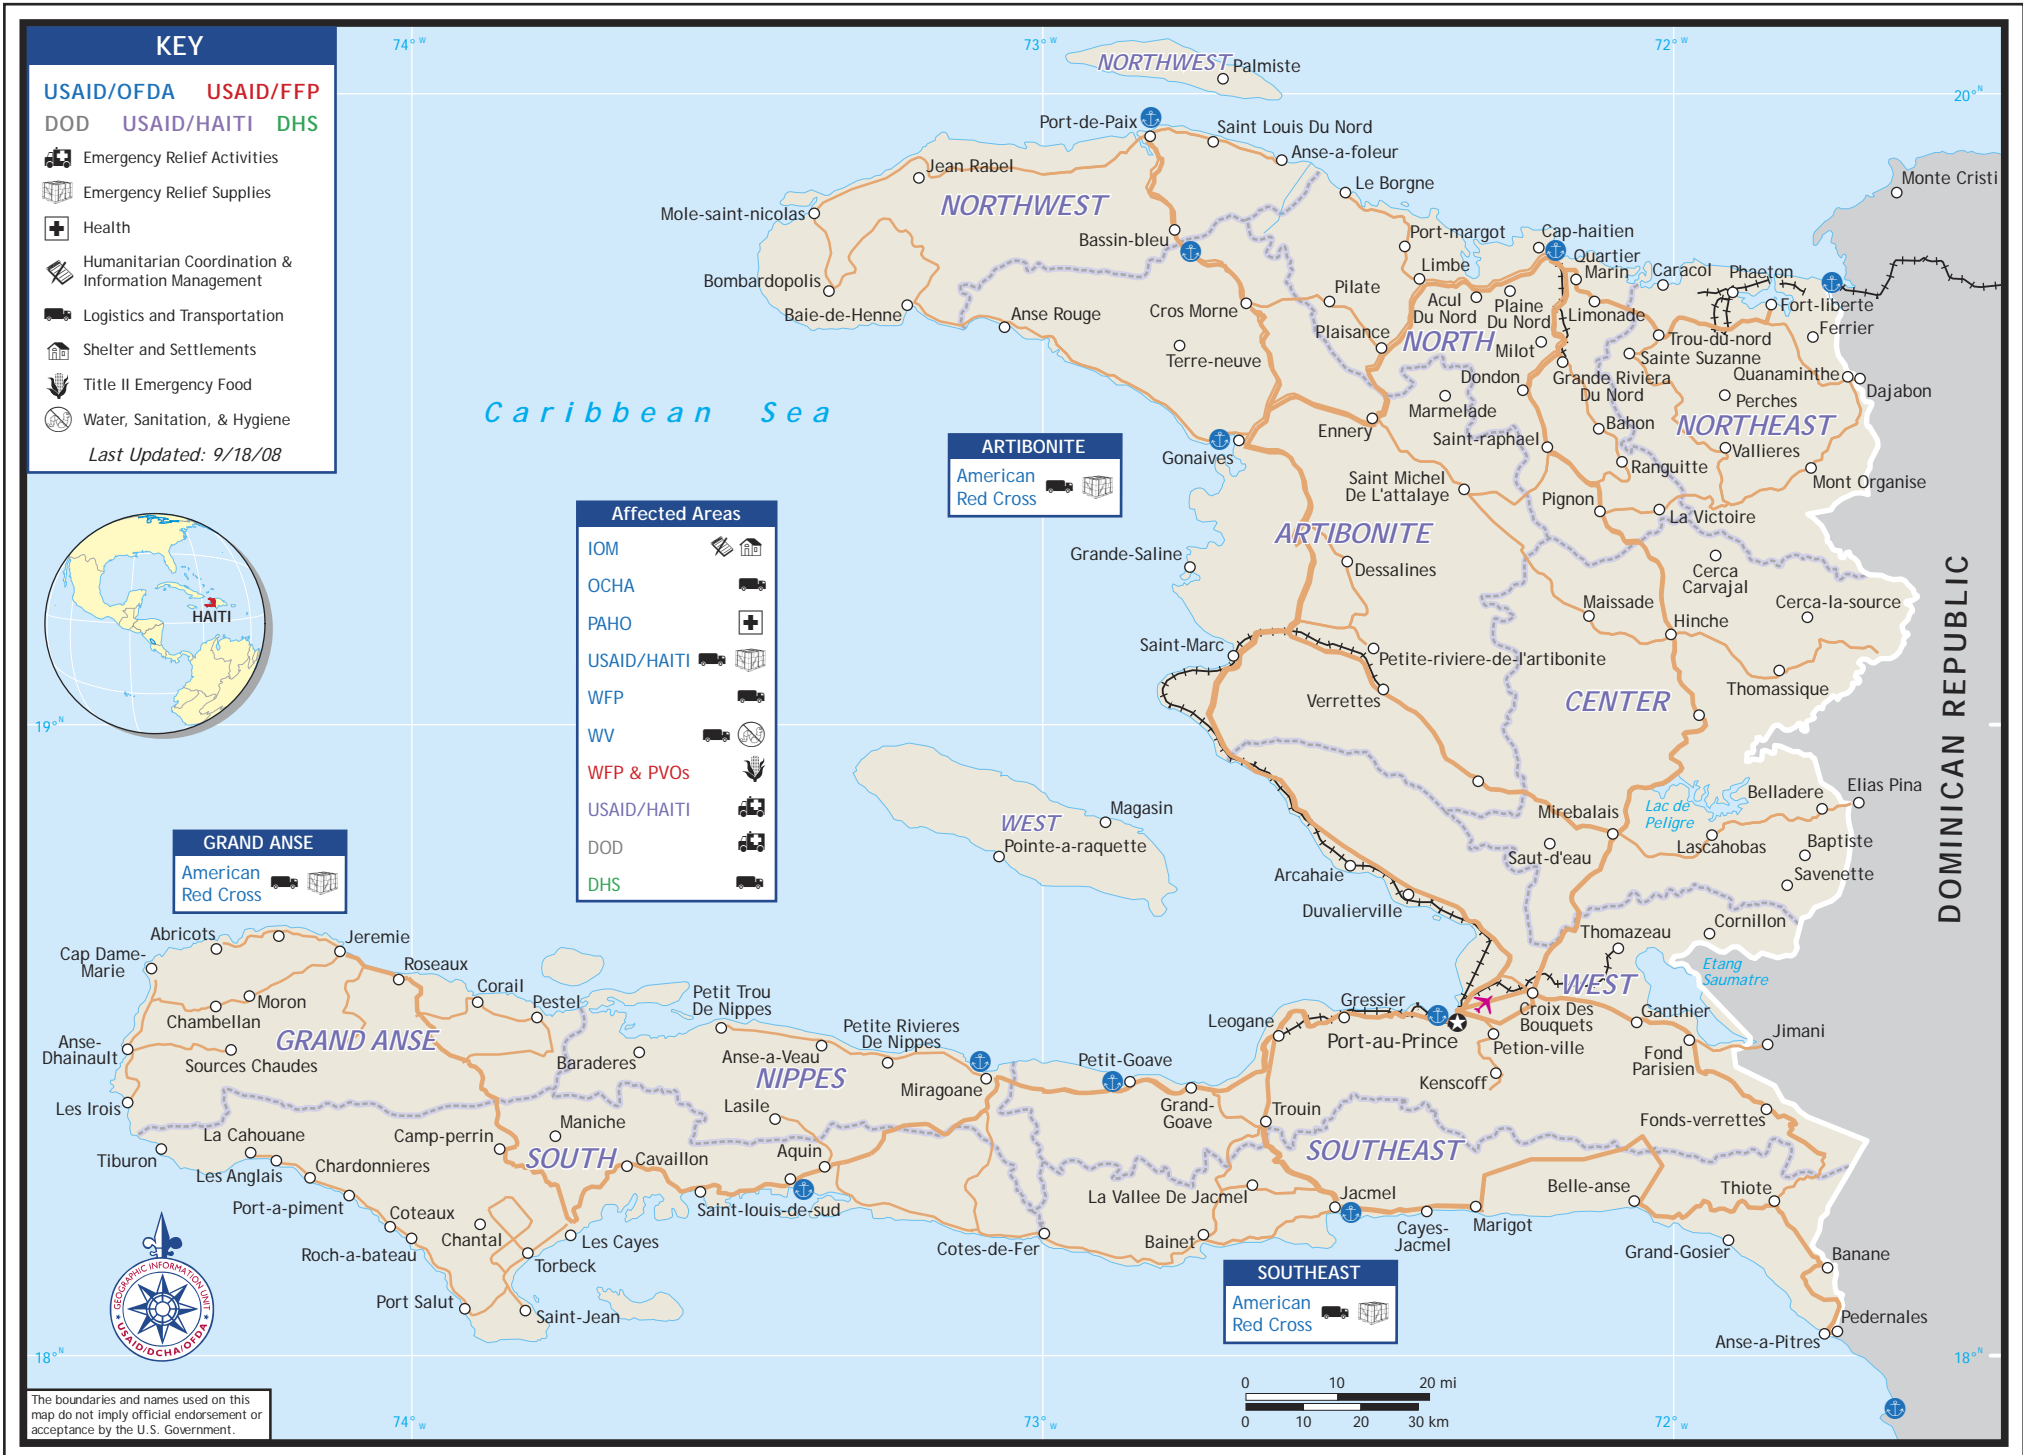 KEY
USAID/OFDA USAID/FFP
DOD USAID/HAITI DHS
Emergency Relief Activities
Emergency Relief Supplies
Health
Humanitarian Coordination &
Information Management
Logistics and Transportation
Shelter and Settlements
Title II Emergency Food
Water, Sanitation, & Hygiene
Last Updated: 9/18/08
74° W
73° W
72° W
20° N
NORTHWEST
Palmiste
Port-de-Paix
Saint Louis Du Nord
Anse-a-foleur
Jean Rabel
Le Borgne
Monte Cristi
Mole-saint-nicolas
NORTHWEST
Bassin-bleu
Port-margot
Cap-haitien
Quartier
Marin
Caracol
Phaeton
Limbe
Bombardopolis
Pilate
Acul
Du Nord
Plaine
Du Nord
Fort-liberte
Baie-de-Henne
Anse Rouge
Cros Morne
Limonade
Ferrier
Plaisance
NORTH
Milot
Trou-du-nord
Sainte Suzanne
Terre-neuve
Dondon
Grande Riviera
Du Nord
Quanaminthe
Dajabon
Marmelade
Perches
Caribbean Sea
Ennery
Saint-raphael
Bahon
NORTHEAST
Gonaives
Vallieres
Ranguitte
Mont Organise
ARTIBONITE
American
Red Cross
Saint Michel
De L'attalaye
Pignon
La Victoire
HAITI
Affected Areas
IOM
OCHA
PAHO
USAID/HAITI
WFP
WV
WFP & PVOs
USAID/HAITI
DOD
DHS
ARTIBONITE
Grande-Saline
Dessalines
Cerca
Carvajal
Maissade
Cerca-la-source
Hinche
DOMINICAN REPUBLIC
Saint-Marc
Petite-riviere-de-l'artibonite
Verrettes
Thomassique
CENTER
19° N
Magasin
WEST
Pointe-a-raquette
Mirebalais
Lac de
Peligre
Belladere
Elias Pina
Saut-d'eau
Lascahobas
Baptiste
Savenette
Arcahaie
Duvalierville
Cornillon
Thomazeau
GRAND ANSE
American
Red Cross
Abricots
Jeremie
Cap Dame-
Marie
Roseaux
Corail
Pestel
Moron
Chambellan
GRAND ANSE
Anse-
Dhainault
Sources Chaudes
Petit Trou
De Nippes
Petite Rivieres
De Nippes
Baraderes
Anse-a-Veau
NIPPES
Miragoane
Petit-Goave
Leogane
Gressier
Port-au-Prince
WEST
Etang
Saumatre
Croix Des
Bouquets
Ganthier
Petion-ville
Fond
Parisien
Jimani
Kenscoff
Les Irois
Lasile
Grand-
Goave
Trouin
Fonds-verrettes
Maniche
La Cahouane
Camp-perrin
Tiburon
Les Anglais
Chardonnieres
SOUTH
Cavaillon
Aquin
SOUTHEAST
Port-a-piment
Saint-louis-de-sud
La Vallee De Jacmel
Jacmel
Belle-anse
Thiote
Coteaux
Chantal
Cayes-
Jacmel
Marigot
Roch-a-bateau
Les Cayes
Cotes-de-Fer
Bainet
Grand-Gosier
Banane
Torbeck
SOUTHEAST
American
Red Cross
Port Salut
Saint-Jean
Pedernales
Anse-a-Pitres
GEOGRAPHIC INFORMATION UNIT
USAID/DCHA/OFDA
18° N
18° N
0 10 20 mi
0 10 20 30 km
The boundaries and names used on this
map do not imply official endorsement or
acceptance by the U.S. Government.
74° W
73° W
72° W